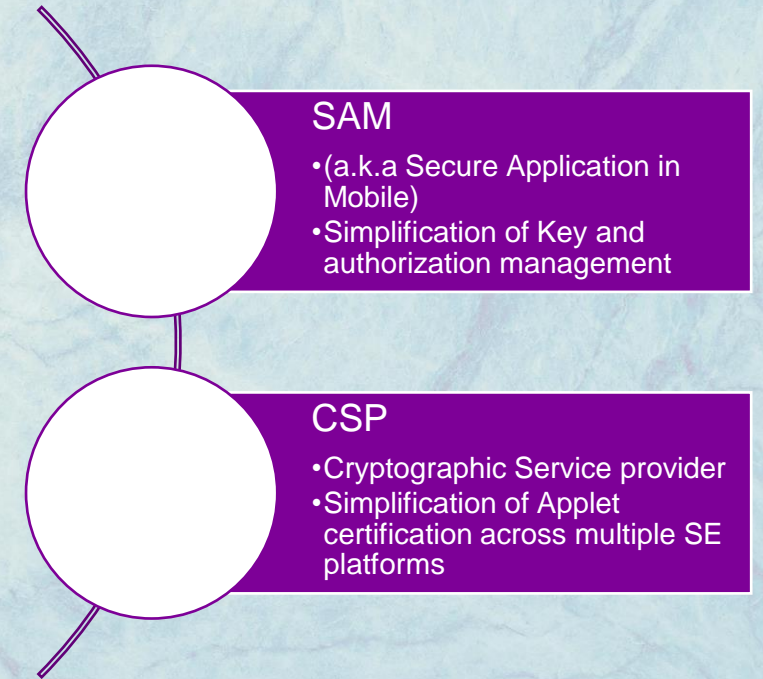 SAM
•(a.k.a Secure Application in
Mobile)
•Simplification of Key and
authorization management
CSP
•Cryptographic Service provider
•Simplification of Applet
certification across multiple SE
platforms